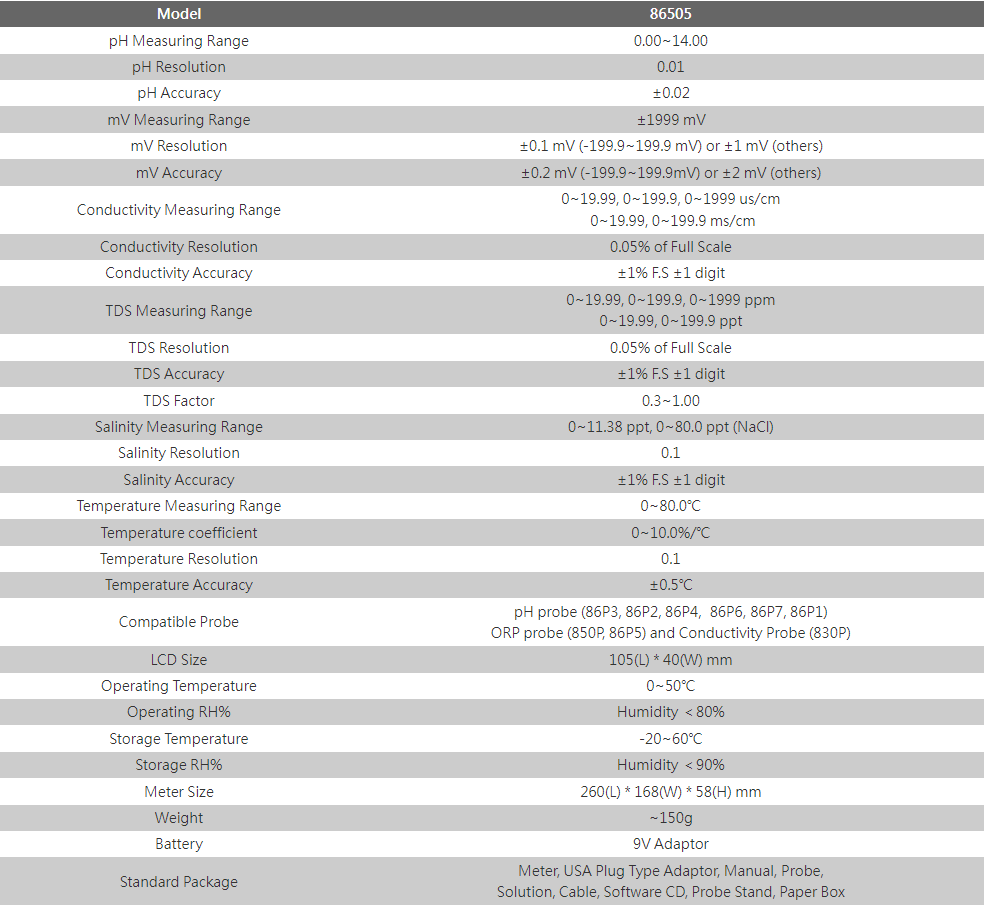 Model 86505
pH Measuring Range 0.00~14.00
pH Resolution 0.01
pH Accuracy ±0.02
mV Measuring Range ±1999 mV
mV Resolution ±0.1 mV (-199.9~199.9 mV) or ±1 mV (others)
mV Accuracy ±0.2 mV (-199.9~199.9mV) or ±2 mV (others)
Conductivity Measuring Range 0~19.99, 0~199.9, 0~1999 us/cm
0~19.99, 0~199.9 ms/cm
Conductivity Resolution 0.05% of Full Scale
Conductivity Accuracy ±1% F.S ±1 digit
TDS Measuring Range 0~19.99, 0~199.9, 0~1999 ppm
0~19.99, 0~199.9 ppt
TDS Resolution 0.05% of Full Scale
TDS Accuracy ±1% F.S ±1 digit
TDS Factor 0.3~1.00
Salinity Measuring Range 0~11.38 ppt, 0~80.0 ppt (NaCl)
Salinity Resolution 0.1
Salinity Accuracy ±1% F.S ±1 digit
Temperature Measuring Range 0~80.0℃
Temperature coefficient 0~10.0%/℃
Temperature Resolution 0.1
Temperature Accuracy ±0.5℃
Compatible Probe pH probe (86P3, 86P2, 86P4, 86P6, 86P7, 86P1)
ORP probe (850P, 86P5) and Conductivity Probe (830P)
LCD Size 105(L) * 40(W) mm
Operating Temperature 0~50℃
Operating RH% Humidity < 80%
Storage Temperature -20~60℃
Storage RH% Humidity < 90%
Meter Size 260(L) * 168(W) * 58(H) mm
Weight ~150g
Battery 9V Adaptor
Standard Package Meter, USA Plug Type Adaptor, Manual, Probe,
Solution, Cable, Software CD, Probe Stand, Paper Box